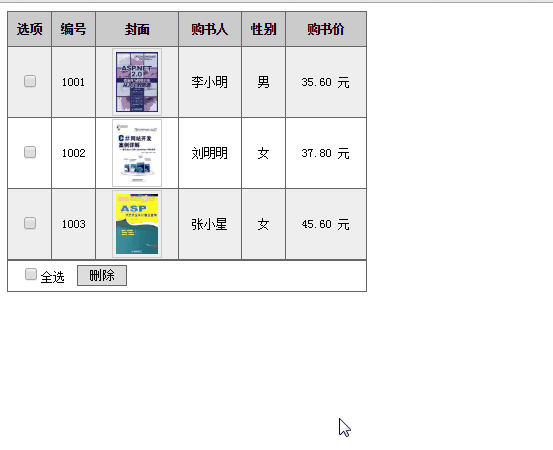 选项 编号 封面 购书人 性别 购书价
ASP.NET
2.0
1001 李小明 男 35.60 元
C#网站开发
案例详解
1002 刘明明 女 37.80 元
ASP
1003 张小星 女 45.60 元
全选 删除